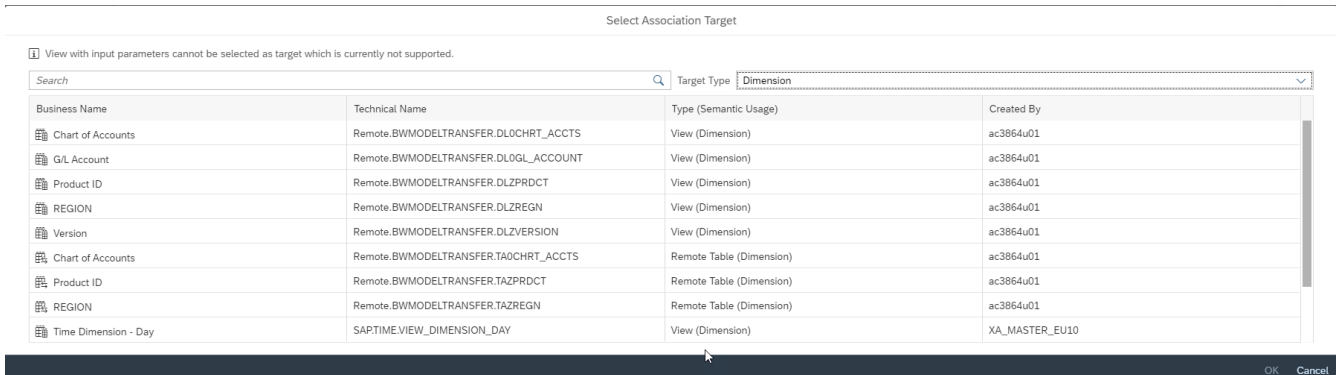 Select Association Target
View with input parameters cannot be selected as target which is currently not supported.
Search Target Type Dimension
Business Name Technical Name Type (Semantic Usage) Created By
Chart of Accounts Remote.BWMODELTRANSFER.DL0CHRT_ACCTS View (Dimension) ac3864u01
G/L Account Remote.BWMODELTRANSFER.DL0GL_ACCOUNT View (Dimension) ac3864u01
Product ID Remote.BWMODELTRANSFER.DLZPRDCT View (Dimension) ac3864u01
REGION Remote.BWMODELTRANSFER.DLZREGN View (Dimension) ac3864u01
Version Remote.BWMODELTRANSFER.DLZVERSION View (Dimension) ac3864u01
Chart of Accounts Remote.BWMODELTRANSFER.TA0CHRT_ACCTS Remote Table (Dimension) ac3864u01
Product ID Remote.BWMODELTRANSFER.TAZPRDCT Remote Table (Dimension) ac3864u01
REGION Remote.BWMODELTRANSFER.TAZREGN Remote Table (Dimension) ac3864u01
Time Dimension - Day SAP.TIME.VIEW_DIMENSION_DAY View (Dimension) XA_MASTER_EU10
OK Cancel